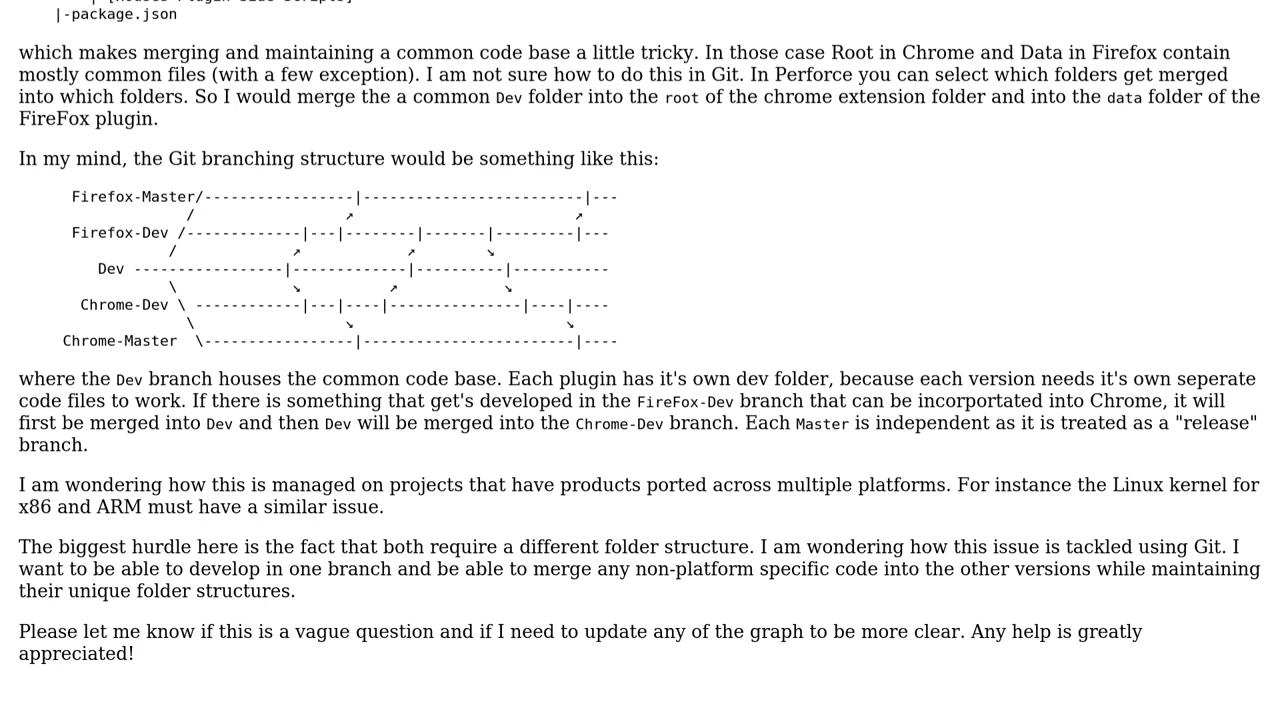 |-package.json
which makes merging and maintaining a common code base a little tricky. In those case Root in Chrome and Data in Firefox contain
mostly common files (with a few exception). I am not sure how to do this in Git. In Perforce you can select which folders get merged
into which folders. So I would merge the a common Dev folder into the root of the chrome extension folder and into the data folder of the
FireFox plugin.
In my mind, the Git branching structure would be something like this:
Firefox-Master/-----------------|-------------------------|---
/                 ↗                         ↗
Firefox-Dev /-------------|---|--------|-------|---------|---
/             ↗            ↗        ↘
Dev -----------------|-------------|----------|-----------
\             ↘          ↗            ↘
Chrome-Dev \ ------------|---|----|---------------|----|----
\                 ↘                        ↘
Chrome-Master  \-----------------|------------------------|----
where the Dev branch houses the common code base. Each plugin has it's own dev folder, because each version needs it's own seperate
code files to work. If there is something that get's developed in the FireFox-Dev branch that can be incorportated into Chrome, it will
first be merged into Dev and then Dev will be merged into the Chrome-Dev branch. Each Master is independent as it is treated as a "release"
branch.
I am wondering how this is managed on projects that have products ported across multiple platforms. For instance the Linux kernel for
x86 and ARM must have a similar issue.
The biggest hurdle here is the fact that both require a different folder structure. I am wondering how this issue is tackled using Git. I
want to be able to develop in one branch and be able to merge any non-platform specific code into the other versions while maintaining
their unique folder structures.
Please let me know if this is a vague question and if I need to update any of the graph to be more clear. Any help is greatly
appreciated!